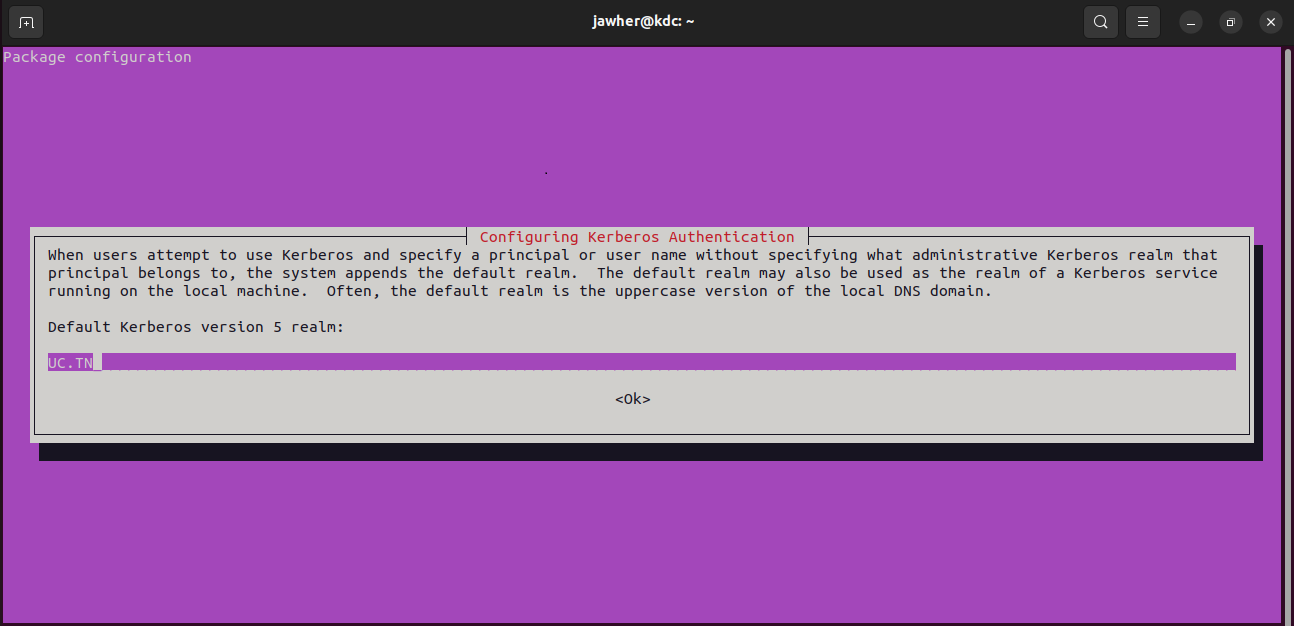 jawher@kdc: ~
Package configuration
Configuring Kerberos Authentication
When users attempt to use Kerberos and specify a principal or user name without specifying what administrative Kerberos realm that
principal belongs to, the system appends the default realm.  The default realm may also be used as the realm of a Kerberos service
running on the local machine.  Often, the default realm is the uppercase version of the local DNS domain.
Default Kerberos version 5 realm:
UC.TN
<Ok>